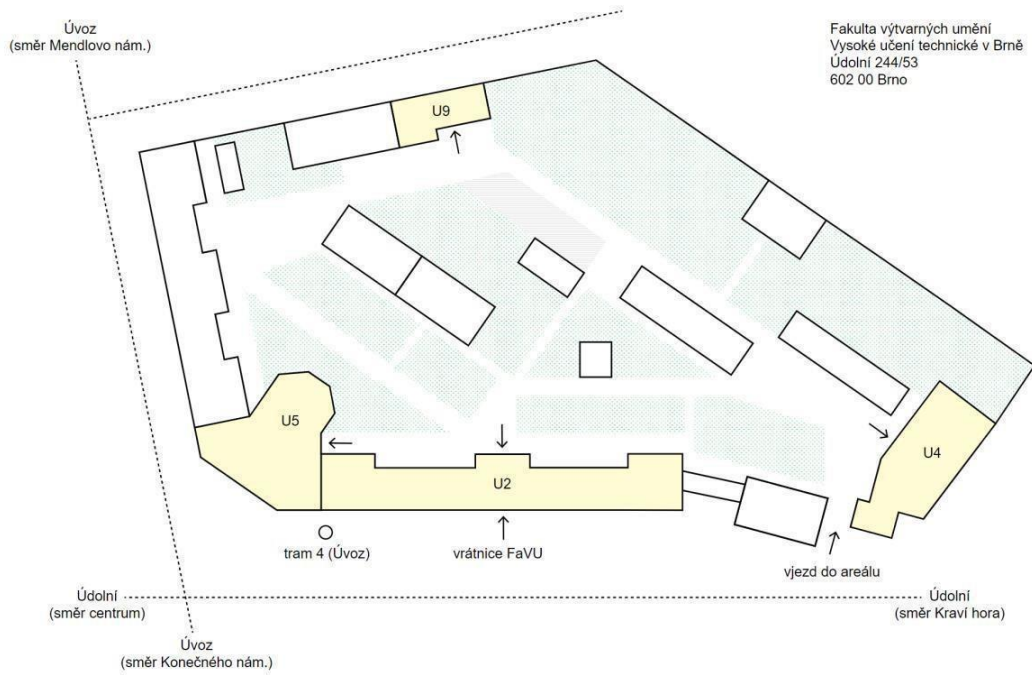 Úvoz
(směr Mendlovo nám.)
Fakulta výtvarných umění
Vysoké učení technické v Brně
Údolní 244/53
602 00 Brno
U9
U5
U4
U2
tram 4 (Úvoz)
vrátnice FaVU
vjezd do areálu
Údolní
(směr centrum)
Údolní
(směr Kraví hora)
Úvoz
(směr Konečného nám.)